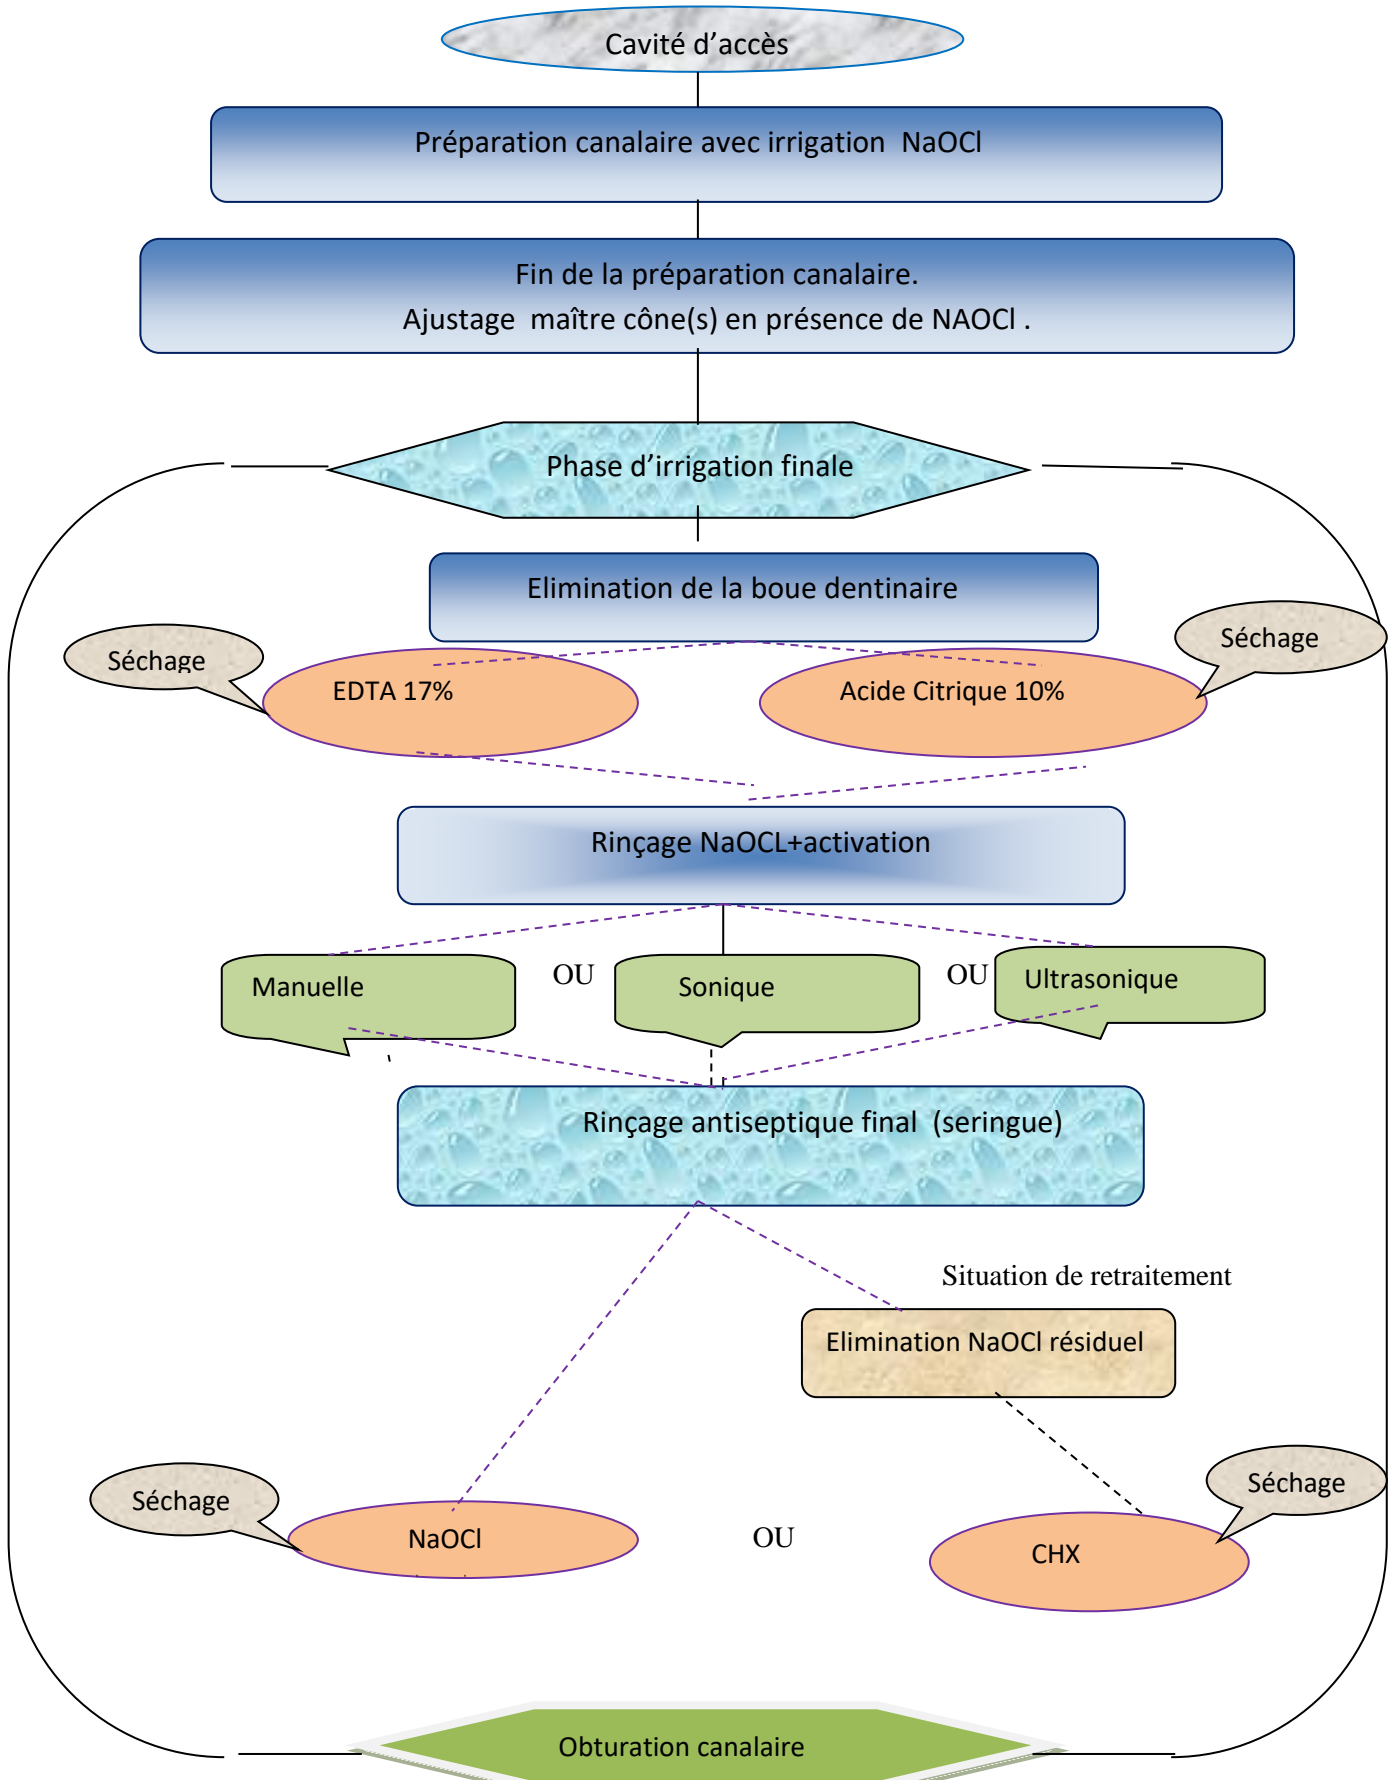 Cavité d’accès
Préparation canalaire avec irrigation  NaOCl
Fin de la préparation canalaire.
Ajustage  maître cône(s) en présence de NAOCl .
Phase d’irrigation finale
Elimination de la boue dentinaire
Séchage
Séchage
EDTA 17%
Acide Citrique 10%
Rinçage NaOCL+activation
Manuelle
OU
Sonique
OU
Ultrasonique
Rinçage antiseptique final  (seringue)
Situation de retraitement
Elimination NaOCl résiduel
Séchage
Séchage
NaOCl
OU
CHX
Obturation canalaire